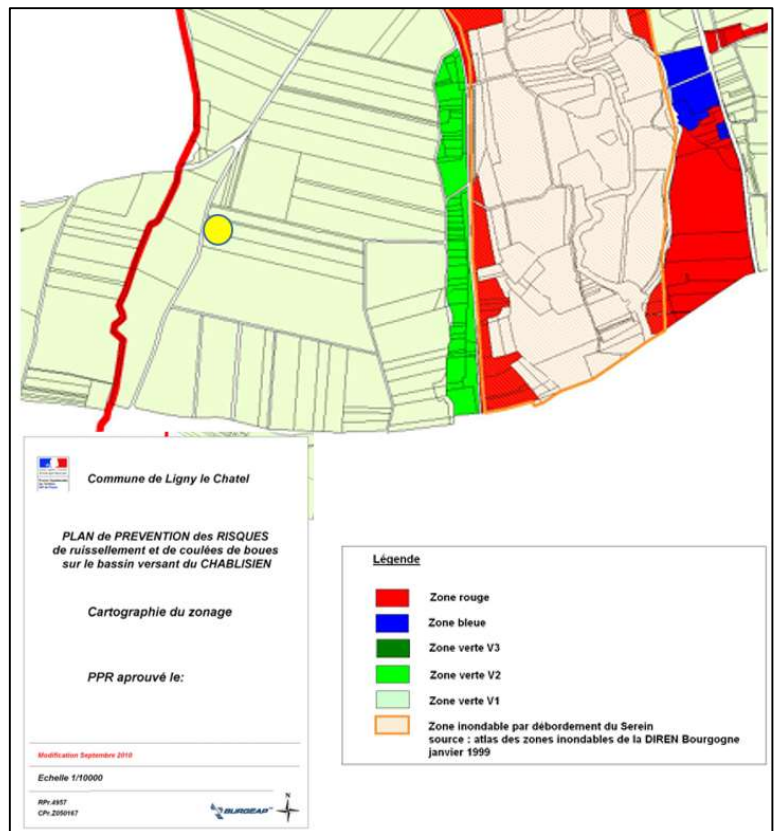 Commune de Ligny le Chatel
PLAN de PREVENTION des RISQUES
de ruissellement et de coulées de boues
sur le bassin versant du CHABLISIEN
Cartographie du zonage
PPR aprouvé le:
Modification Septembre 2010
Echelle 1/10000
RPr.4957
CPr.Z050167
BURGEAP
N
Légende
Zone rouge
Zone bleue
Zone verte V3
Zone verte V2
Zone verte V1
Zone inondable par débordement du Serein
source : atlas des zones inondables de la DIREN Bourgogne
janvier 1999